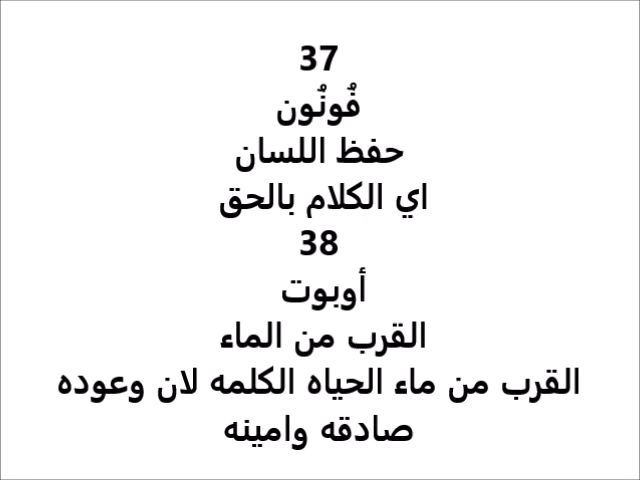 37
فُونُون
حفظ اللسان
اي الكلام بالحق
38
أوبوت
القرب من الماء
القرب من ماء الحياه الكلمه لان وعوده
صادقه وامينه